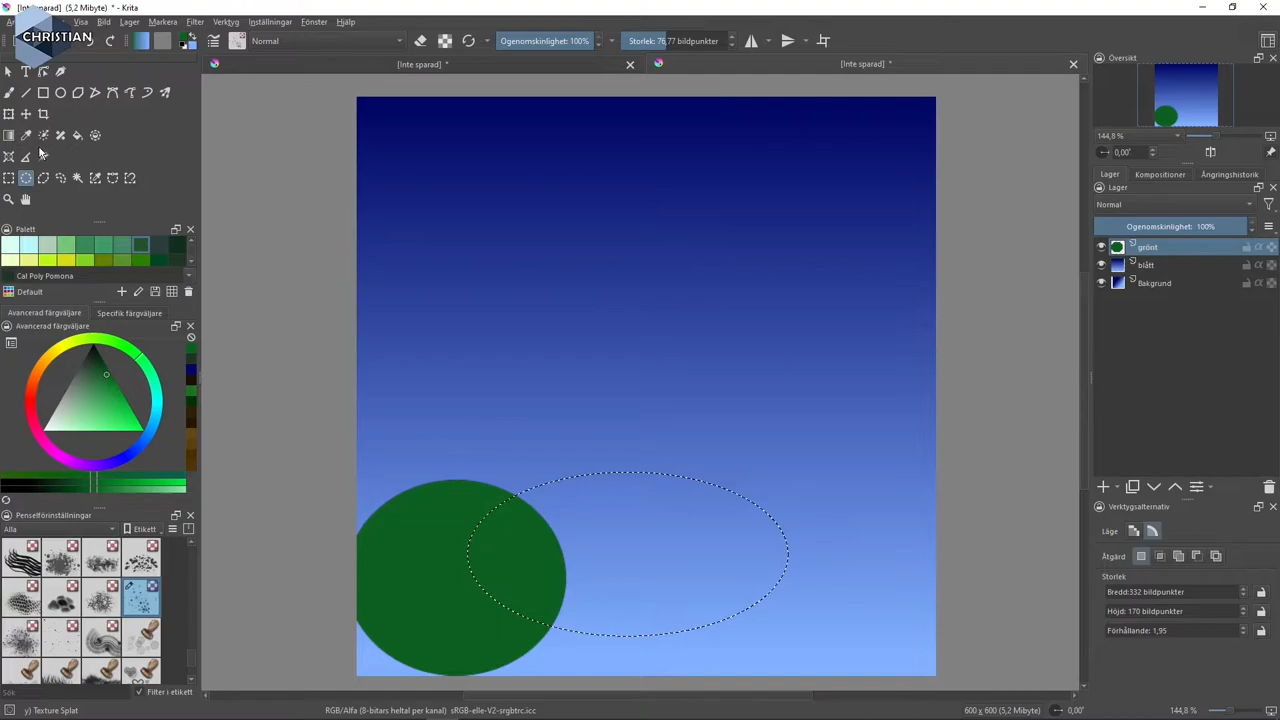 [Inte sparad] (5,2 Mibyte) * - Krita
CHRISTIAN
Visa Bild Lager Markera Filter Verktyg Inställningar Fönster Hjälp
Normal
Ogenomskinlighet: 100%
Storlek: 76,77 bildpunkter
[Inte sparad] *
[Inte sparad] *
Översikt
144,8 %
0,00°
Lager Kompositioner Ångringshistorik
Lager
Normal
Ogenomskinlighet: 100%
grönt
blått
Bakgrund
Palett
Cal Poly Pomona
Default
Avancerad färgväljare Specifik färgväljare
Avancerad färgväljare
Penselförinställningar
Alla
Etikett
Sök
Filter i etikett
Verktygsalternativ
Läge
Åtgärd
Storlek
Bredd:332 bildpunkter
Höjd: 170 bildpunkter
Förhållande: 1,95
y) Texture Splat
RGB/Alfa (8-bitars heltal per kanal) sRGB-elle-V2-srgbtrc.icc
600 x 600 (5,2 Mibyte)
0,00°
144,8 %